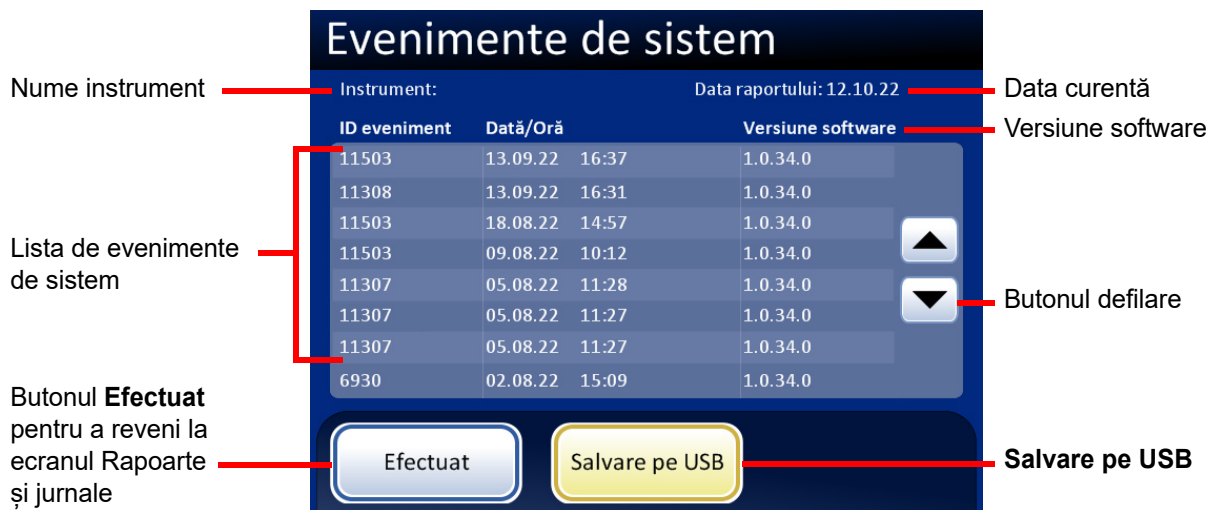 Evenimente de sistem
Nume instrument
Instrument:
Data raportului: 12.10.22
Data curentă
ID eveniment Dată/Oră Versiune software
Versiune software
11503 13.09.22 16:37 1.0.34.0
11308 13.09.22 16:31 1.0.34.0
11503 18.08.22 14:57 1.0.34.0
11503 09.08.22 10:12 1.0.34.0
11307 05.08.22 11:28 1.0.34.0
11307 05.08.22 11:27 1.0.34.0
11307 05.08.22 11:27 1.0.34.0
6930 02.08.22 15:09 1.0.34.0
Lista de evenimente
de sistem
Butonul defilare
Butonul Efectuat
pentru a reveni la
ecranul Rapoarte
și jurnale
Efectuat
Salvare pe USB
Salvare pe USB